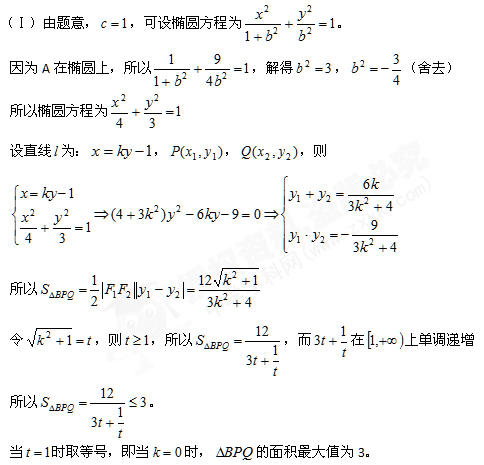 (Ⅰ) 由题意，c=1，可设椭圆方程为 x²/(1+b²) + y²/b² = 1。
因为 A 在椭圆上，所以 1/(1+b²) + 9/(4b²) = 1，解得 b²=3，b²=-3/4（舍去）
所以椭圆方程为 x²/4 + y²/3 = 1
设直线 l 为：x=ky-1，P(x₁,y₁)，Q(x₂,y₂)，则
{ x=ky-1 ; x²/4 + y²/3 = 1 ⇒ (4+3k²)y²-6ky-9=0 ⇒ { y₁+y₂ = 6k/(3k²+4) ; y₁·y₂ = -9/(3k²+4)
所以 S△BPQ = 1/2 |F₁F₂||y₁-y₂| = 12√(k²+1)/(3k²+4)
令 √(k²+1) = t，则 t≥1，所以 S△BPQ = 12/(3t+1/t)，而 3t+1/t 在 [1,+∞) 上单调递增
所以 S△BPQ = 12/(3t+1/t) ≤ 3。
当 t=1 时取等号，即当 k=0 时，△BPQ 的面积最大值为 3。